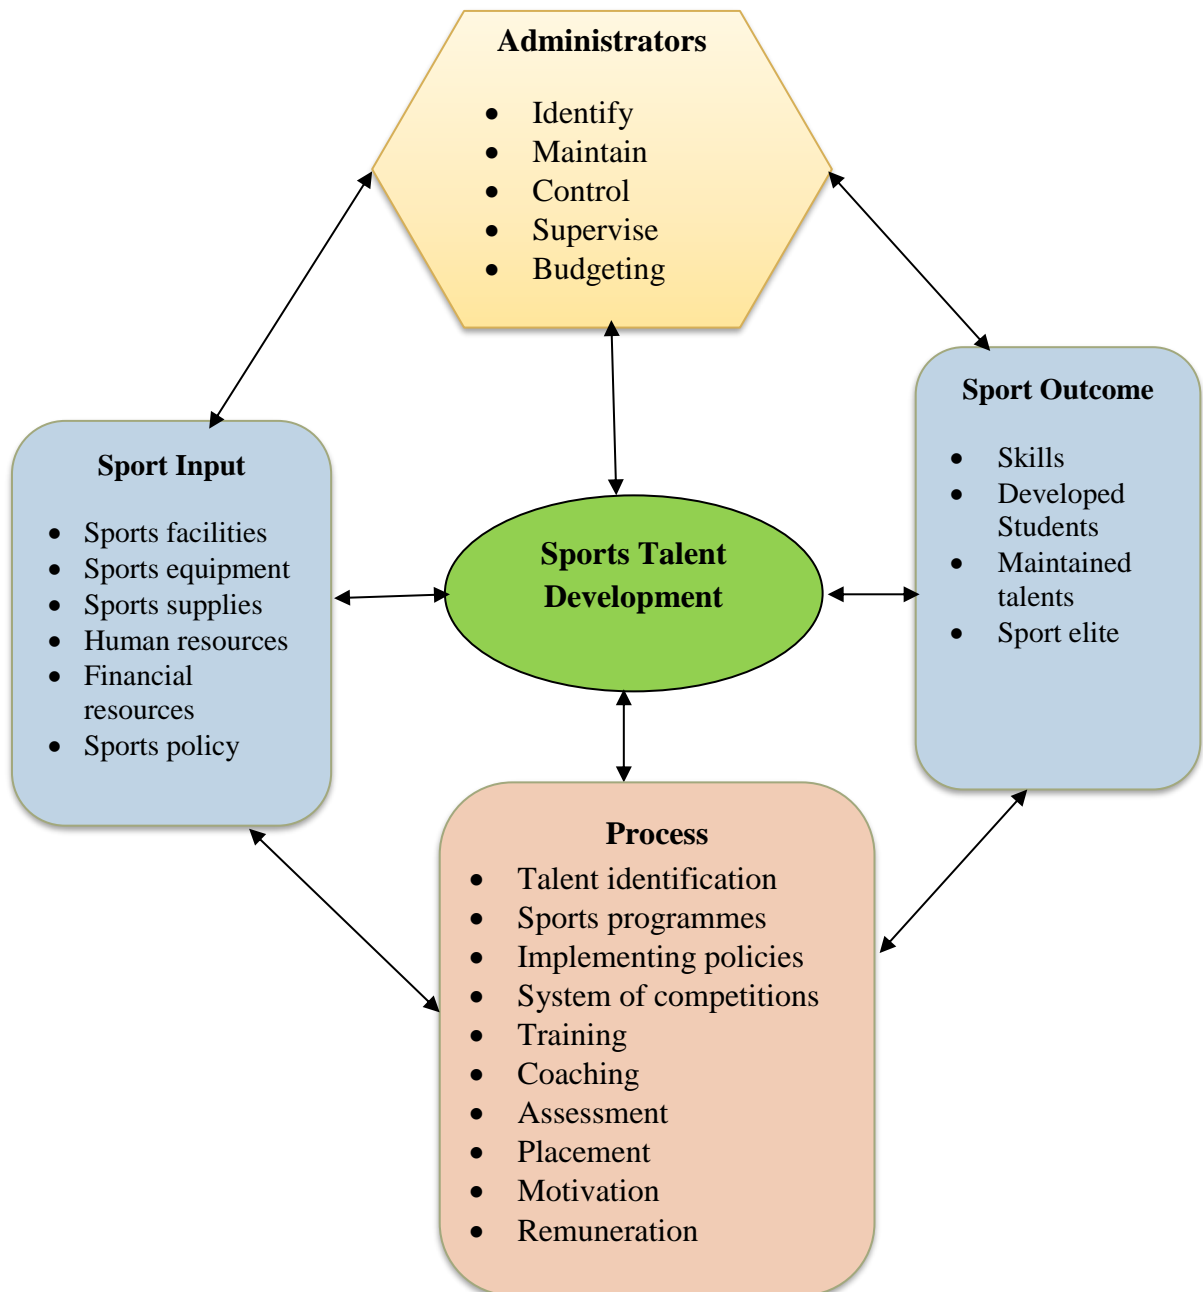 Administrators
• Identify
• Maintain
• Control
• Supervise
• Budgeting
Sport Input
• Sports facilities
• Sports equipment
• Sports supplies
• Human resources
• Financial
resources
• Sports policy
Sports Talent
Development
Sport Outcome
• Skills
• Developed
Students
• Maintained
talents
• Sport elite
Process
• Talent identification
• Sports programmes
• Implementing policies
• System of competitions
• Training
• Coaching
• Assessment
• Placement
• Motivation
• Remuneration